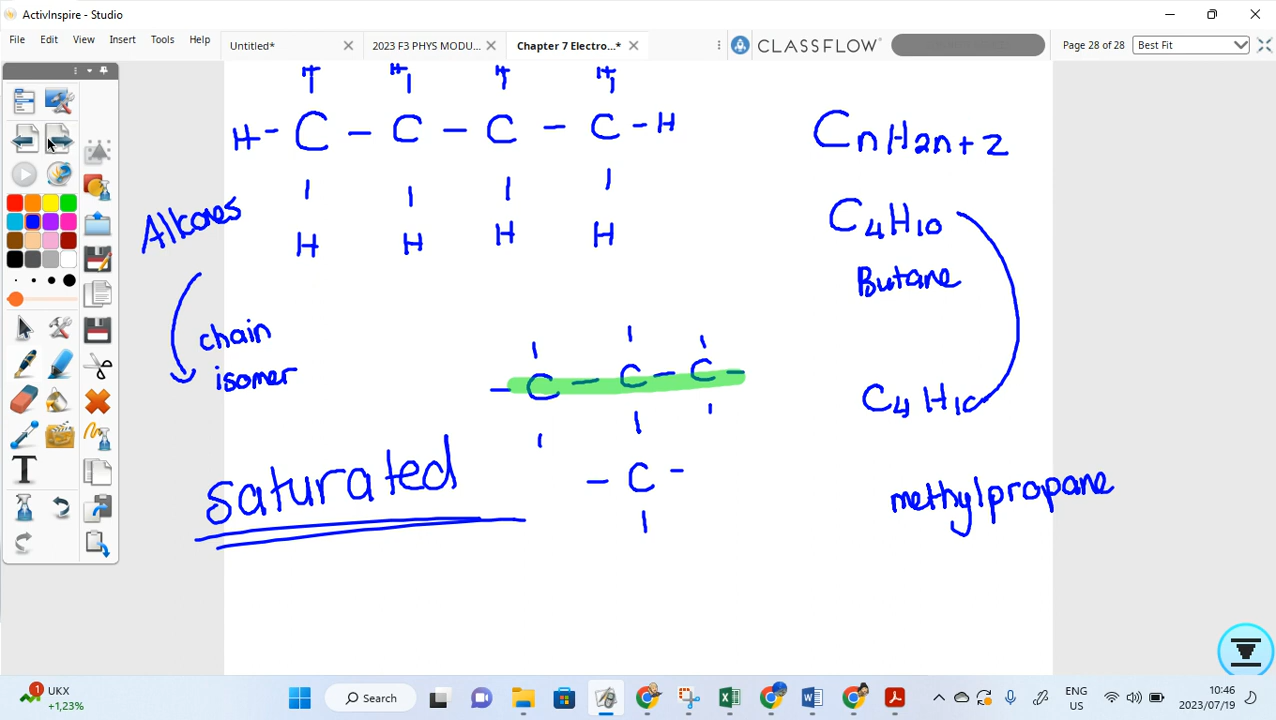 ActivInspire - Studio
File Edit View Insert Tools Help
Untitled*
2023 F3 PHYS MODU...
Chapter 7 Electro...*
CLASSFLOW
Page 28 of 28
Best Fit
H H H H
H - C - C - C - C - H
H H H H
CnH2n+2
Alkanes
C4H10
Butane
chain
isomer
- C - C - C -
- C -
C4H10
saturated
methylpropane
T
1
UKX
+1,23%
Search
ENG
US
10:46
2023/07/19